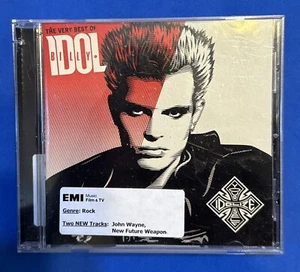 THE VERY BEST OF
BILLY
IDOL
IDOLIZE
EMI Music
Film & TV
Genre: Rock
Two NEW Tracks: John Wayne,
New Future Weapon.